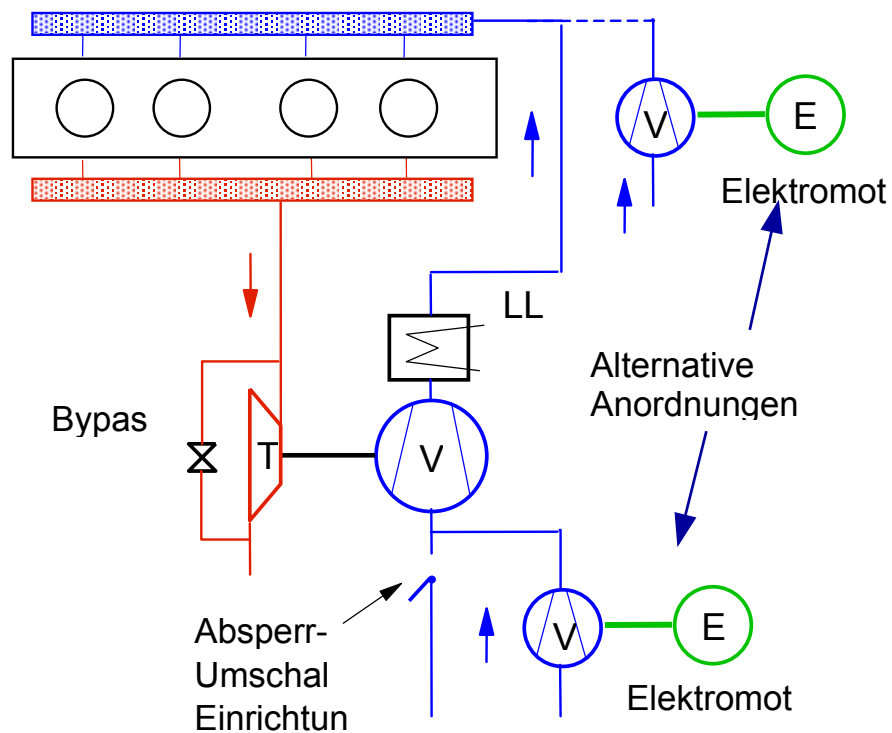 V
E
Elektromot
LL
Alternative
Anordnungen
Bypas
T
V
Absperr-
Umschal
Einrichtun
V
E
Elektromot